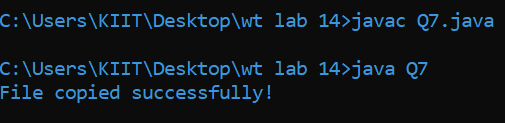 C:\Users\KIIT\Desktop\wt lab 14>javac Q7.java
C:\Users\KIIT\Desktop\wt lab 14>java Q7
File copied successfully!